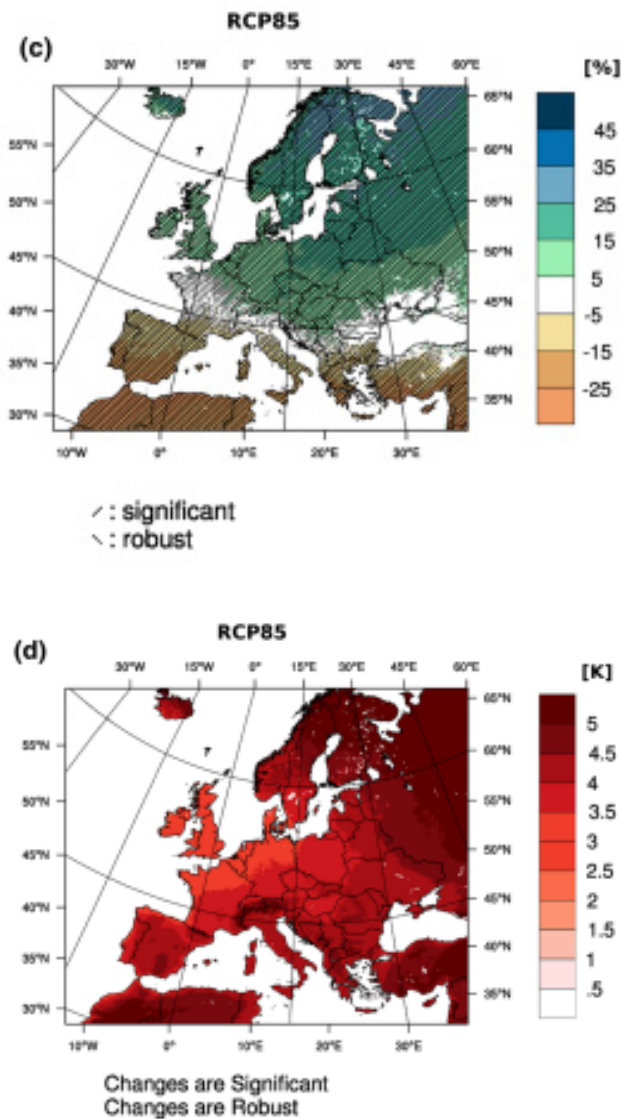 RCP85
(c)
30°W 15°W 0° 15°E 30°E 45°E 60°E
[%]
65°N
55°N
60°N
45
50°N
35
55°N
25
45°N
50°N
15
5
40°N
45°N
-5
35°N
40°N
-15
-25
30°N
35°N
10°W 0° 10°E 20°E 30°E
⟋ : significant
⟍ : robust
RCP85
(d)
30°W 15°W 0° 15°E 30°E 45°E 60°E
[K]
65°N
5
55°N
60°N
4.5
4
50°N
55°N
3.5
3
45°N
50°N
2.5
2
40°N
45°N
1.5
35°N
40°N
1
.5
30°N
35°N
10°W 0° 10°E 20°E 30°E
Changes are Significant
Changes are Robust